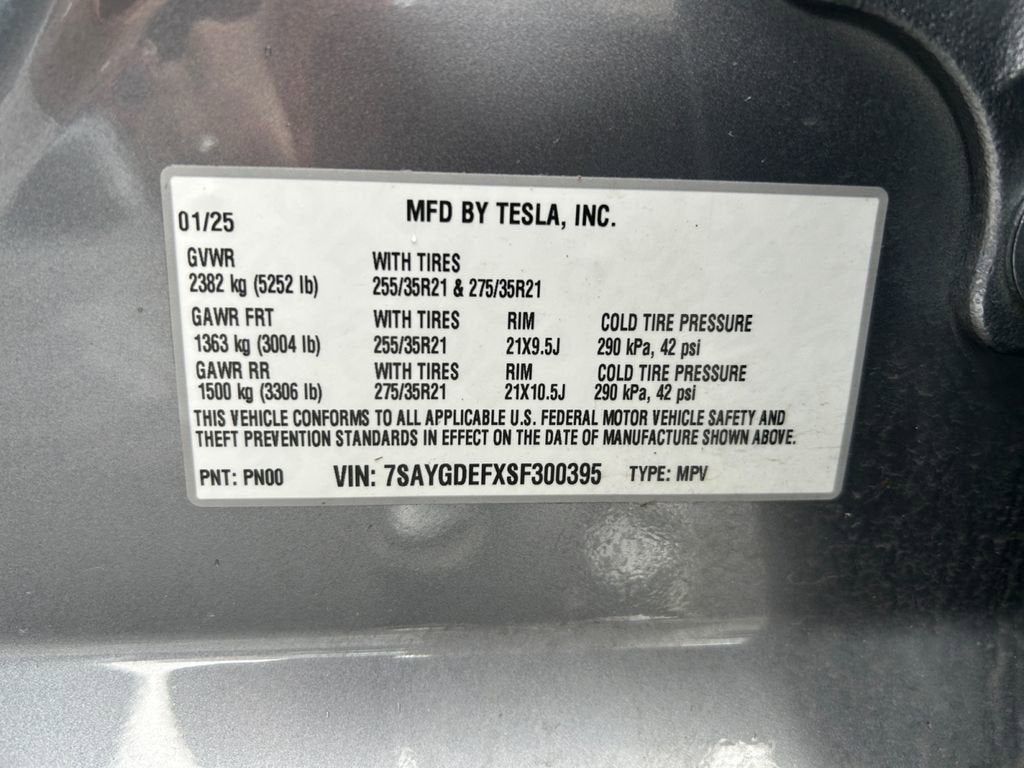 MFD BY TESLA, INC.
01/25
GVWR WITH TIRES
2382 kg (5252 lb) 255/35R21 & 275/35R21
GAWR FRT WITH TIRES RIM COLD TIRE PRESSURE
1363 kg (3004 lb) 255/35R21 21X9.5J 290 kPa, 42 psi
GAWR RR WITH TIRES RIM COLD TIRE PRESSURE
1500 kg (3306 lb) 275/35R21 21X10.5J 290 kPa, 42 psi
THIS VEHICLE CONFORMS TO ALL APPLICABLE U.S. FEDERAL MOTOR VEHICLE SAFETY AND
THEFT PREVENTION STANDARDS IN EFFECT ON THE DATE OF MANUFACTURE SHOWN ABOVE.
PNT: PN00 VIN: 7SAYGDEFXSF300395 TYPE: MPV